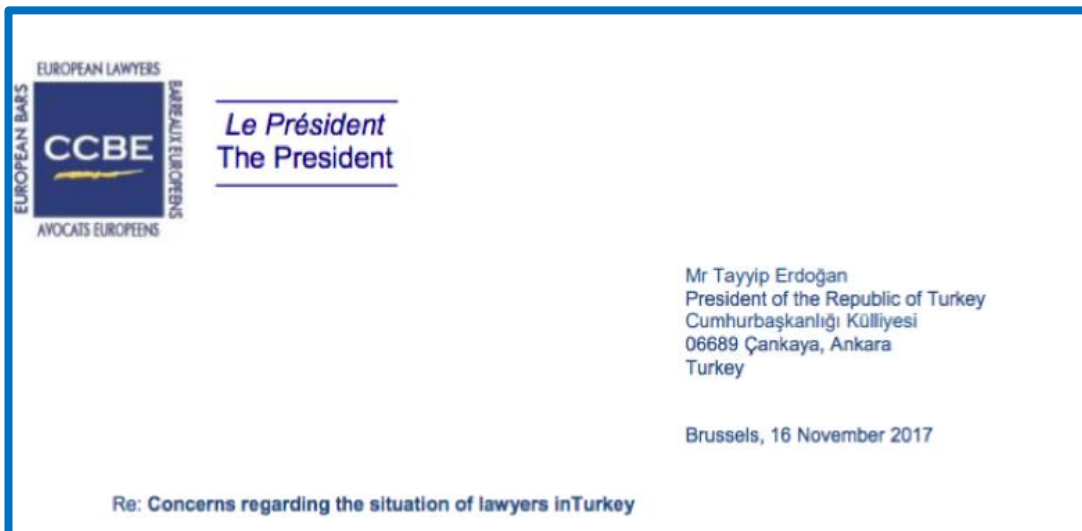 EUROPEAN LAWYERS
EUROPEAN BARS
CCBE
BARREAUX EUROPEENS
AVOCATS EUROPEENS
Le Président
The President
Mr Tayyip Erdoğan
President of the Republic of Turkey
Cumhurbaşkanlığı Külliyesi
06689 Çankaya, Ankara
Turkey
Brussels, 16 November 2017
Re: Concerns regarding the situation of lawyers inTurkey